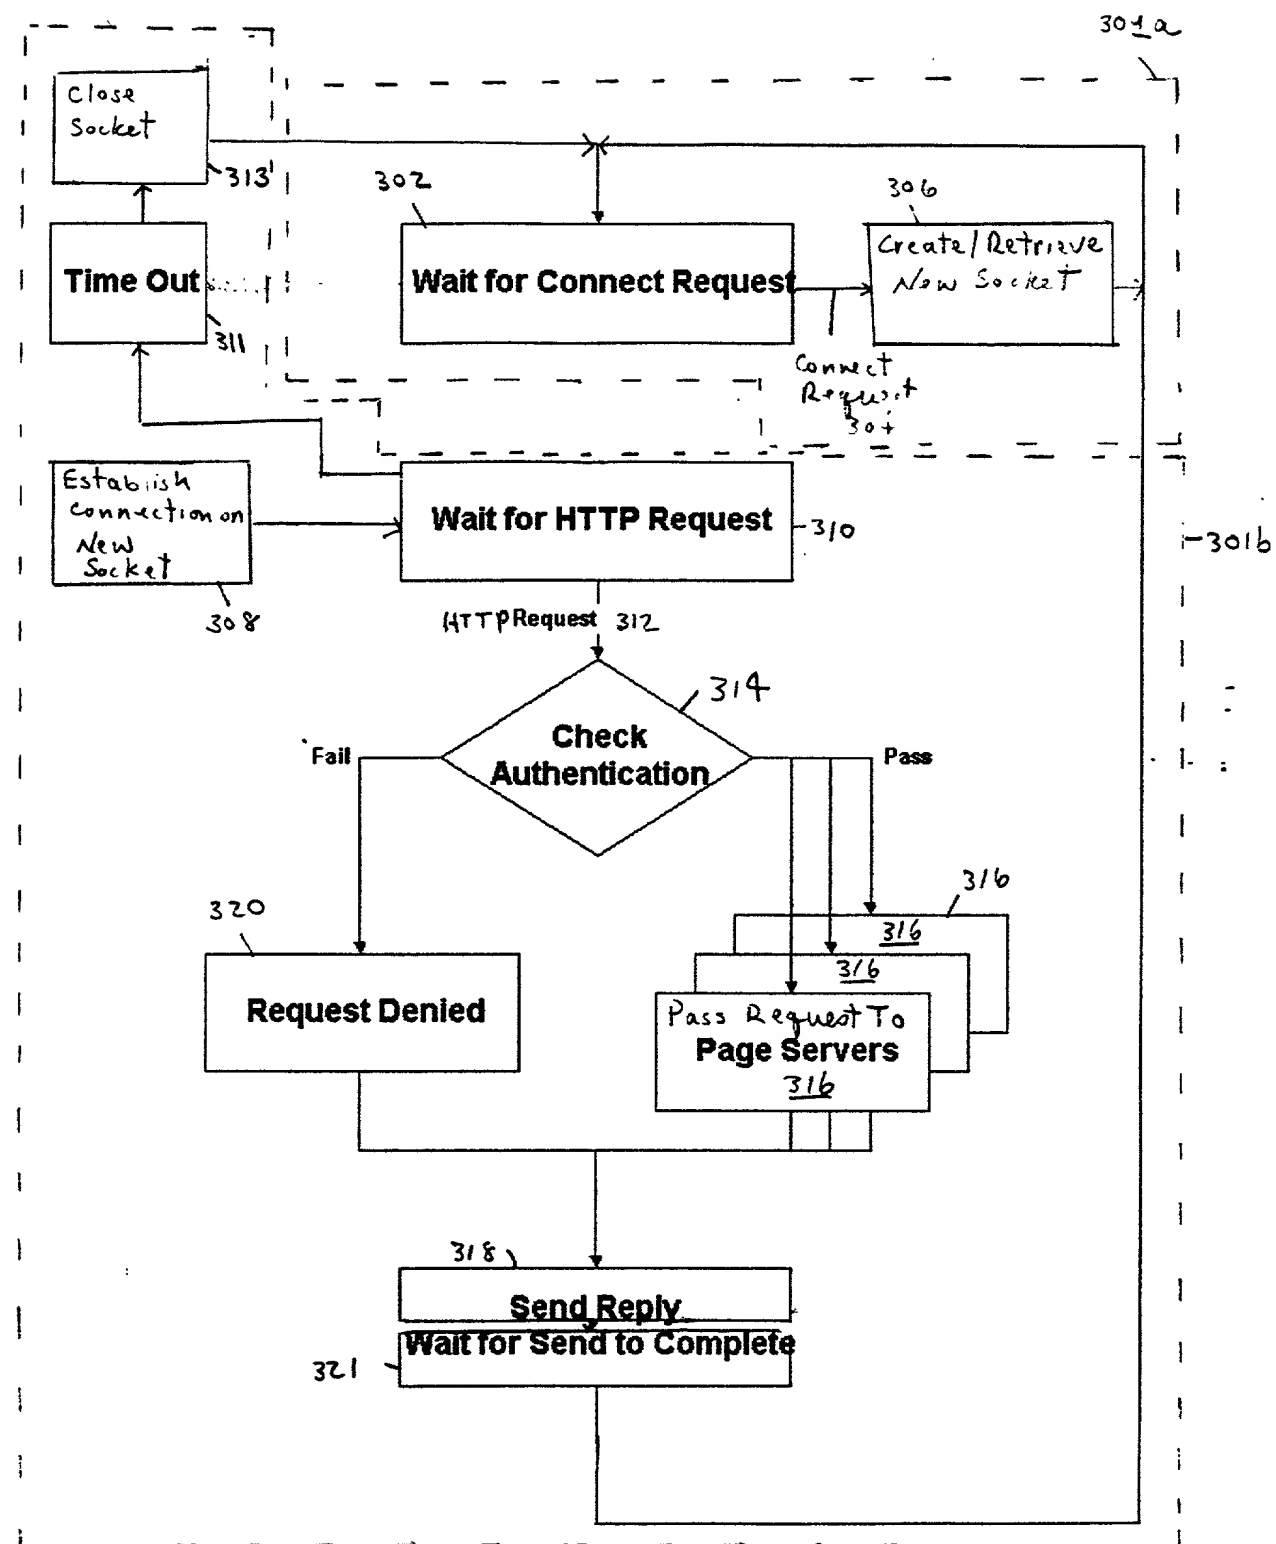 301a
Close
Socket
313
302
306
Create/Retrieve
New Socket
Time Out
Wait for Connect Request
311
Connect
Request
304
Establish
connection on
New
Socket
Wait for HTTP Request
310
301b
308
HTTP Request 312
314
Check
Authentication
Fail
Pass
316
320
316
316
Request Denied
Pass Request To
Page Servers
316
318
Send Reply
Wait for Send to Complete
321